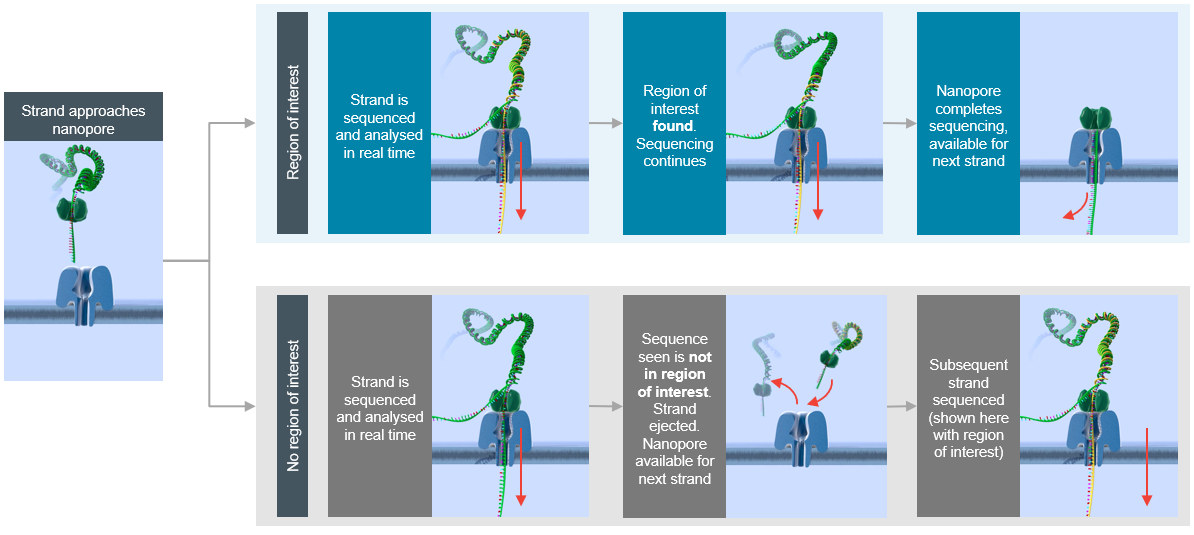 Strand approaches
nanopore
Region of interest
Strand is
sequenced
and analysed
in real time
Region of
interest
found.
Sequencing
continues
Nanopore
completes
sequencing,
available for
next strand
No region of interest
Strand is
sequenced
and analysed
in real time
Sequence
seen is not
in region
of interest.
Strand
ejected.
Nanopore
available for
next strand
Subsequent
strand
sequenced
(shown here
with region
of interest)